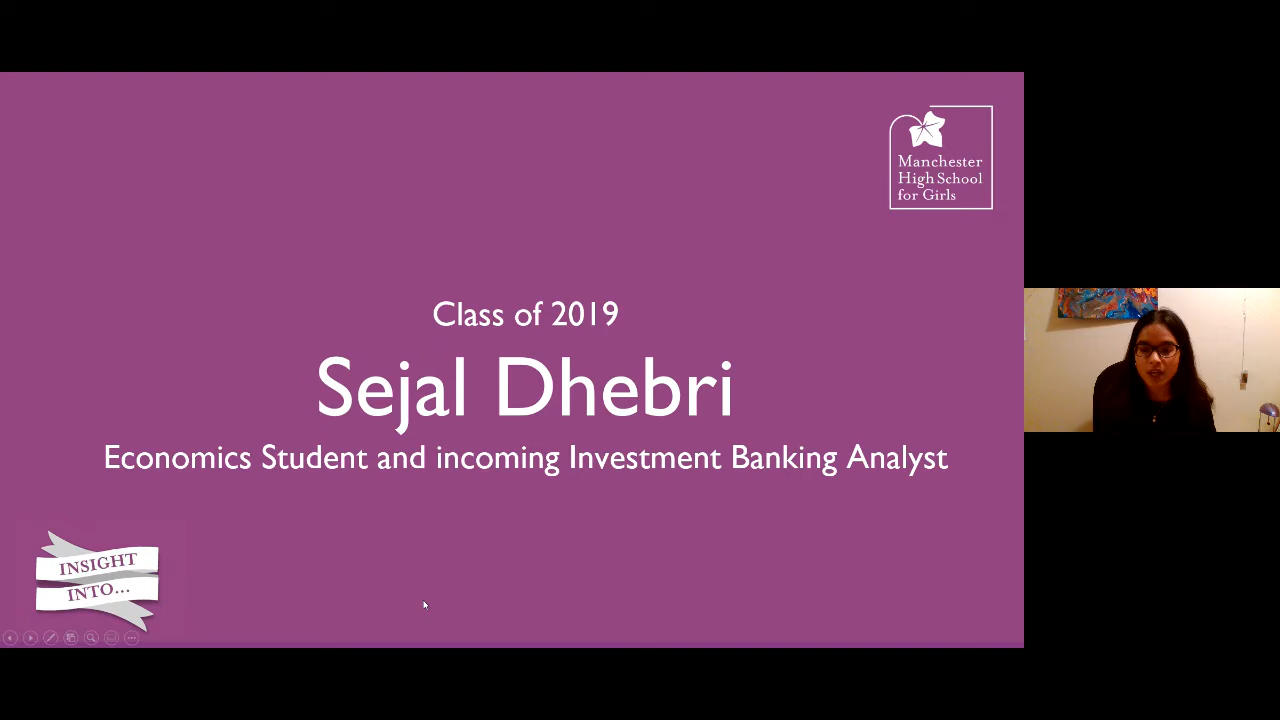 Manchester
High School
for Girls
Class of 2019
Sejal Dhebri
Economics Student and incoming Investment Banking Analyst
INSIGHT
INTO...